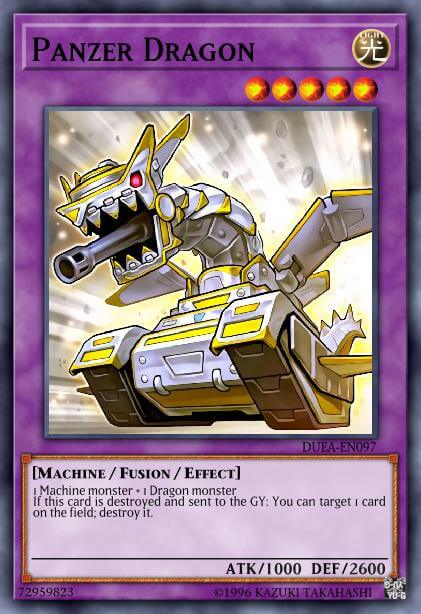 Panzer Dragon
LIGHT
光
DUEA-EN097
[Machine / Fusion / Effect]
1 Machine monster + 1 Dragon monster
If this card is destroyed and sent to the GY: You can target 1 card
on the field; destroy it.
ATK/1000 DEF/2600
72959823
©1996 KAZUKI TAKAHASHI